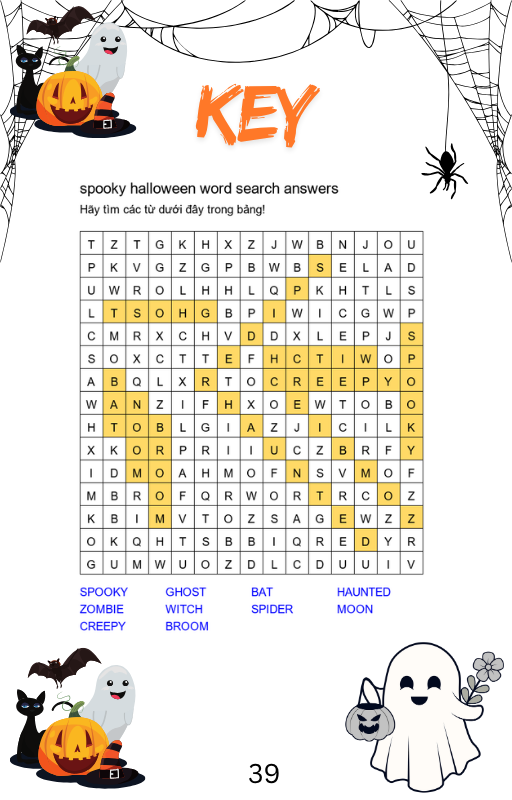 KEY
spooky halloween word search answers
Hãy tìm các từ dưới đây trong bảng!
T Z T G K H X Z J W B N J O U
P K V G Z G P B W B S E L A D
U W R O L H H L Q P K H T L S
L T S O H G B P I W I C G W P
C M R X C H V D D X L E P J S
S O X C T T E F H C T I W O P
A B Q L X R T O C R E E P Y O
W A N Z I F H X O E W T O B O
H T O B L G I A Z J I C I L K
X K O R P R I I U C Z B R F Y
I D M O A H M O F N S V M O F
M B R O F Q R W O R T R C O Z
K B I M V T O Z S A G E W Z Z
O K Q H T S B B I Q R E D Y R
G U M W U O Z D L C D U U I V
SPOOKY GHOST BAT HAUNTED
ZOMBIE WITCH SPIDER MOON
CREEPY BROOM
39